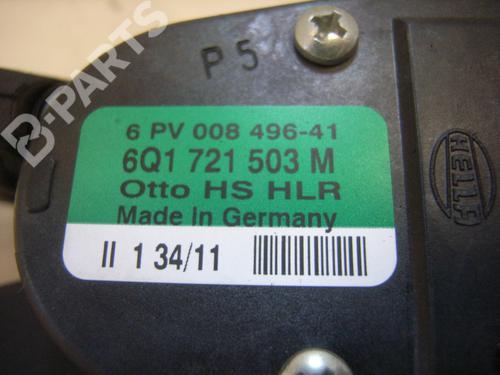 B-PARTS
P 5
6 PV 008 496-41
6Q1 721 503 M
Otto HS HLR
Made In Germany
II 1 34/11
HELLA